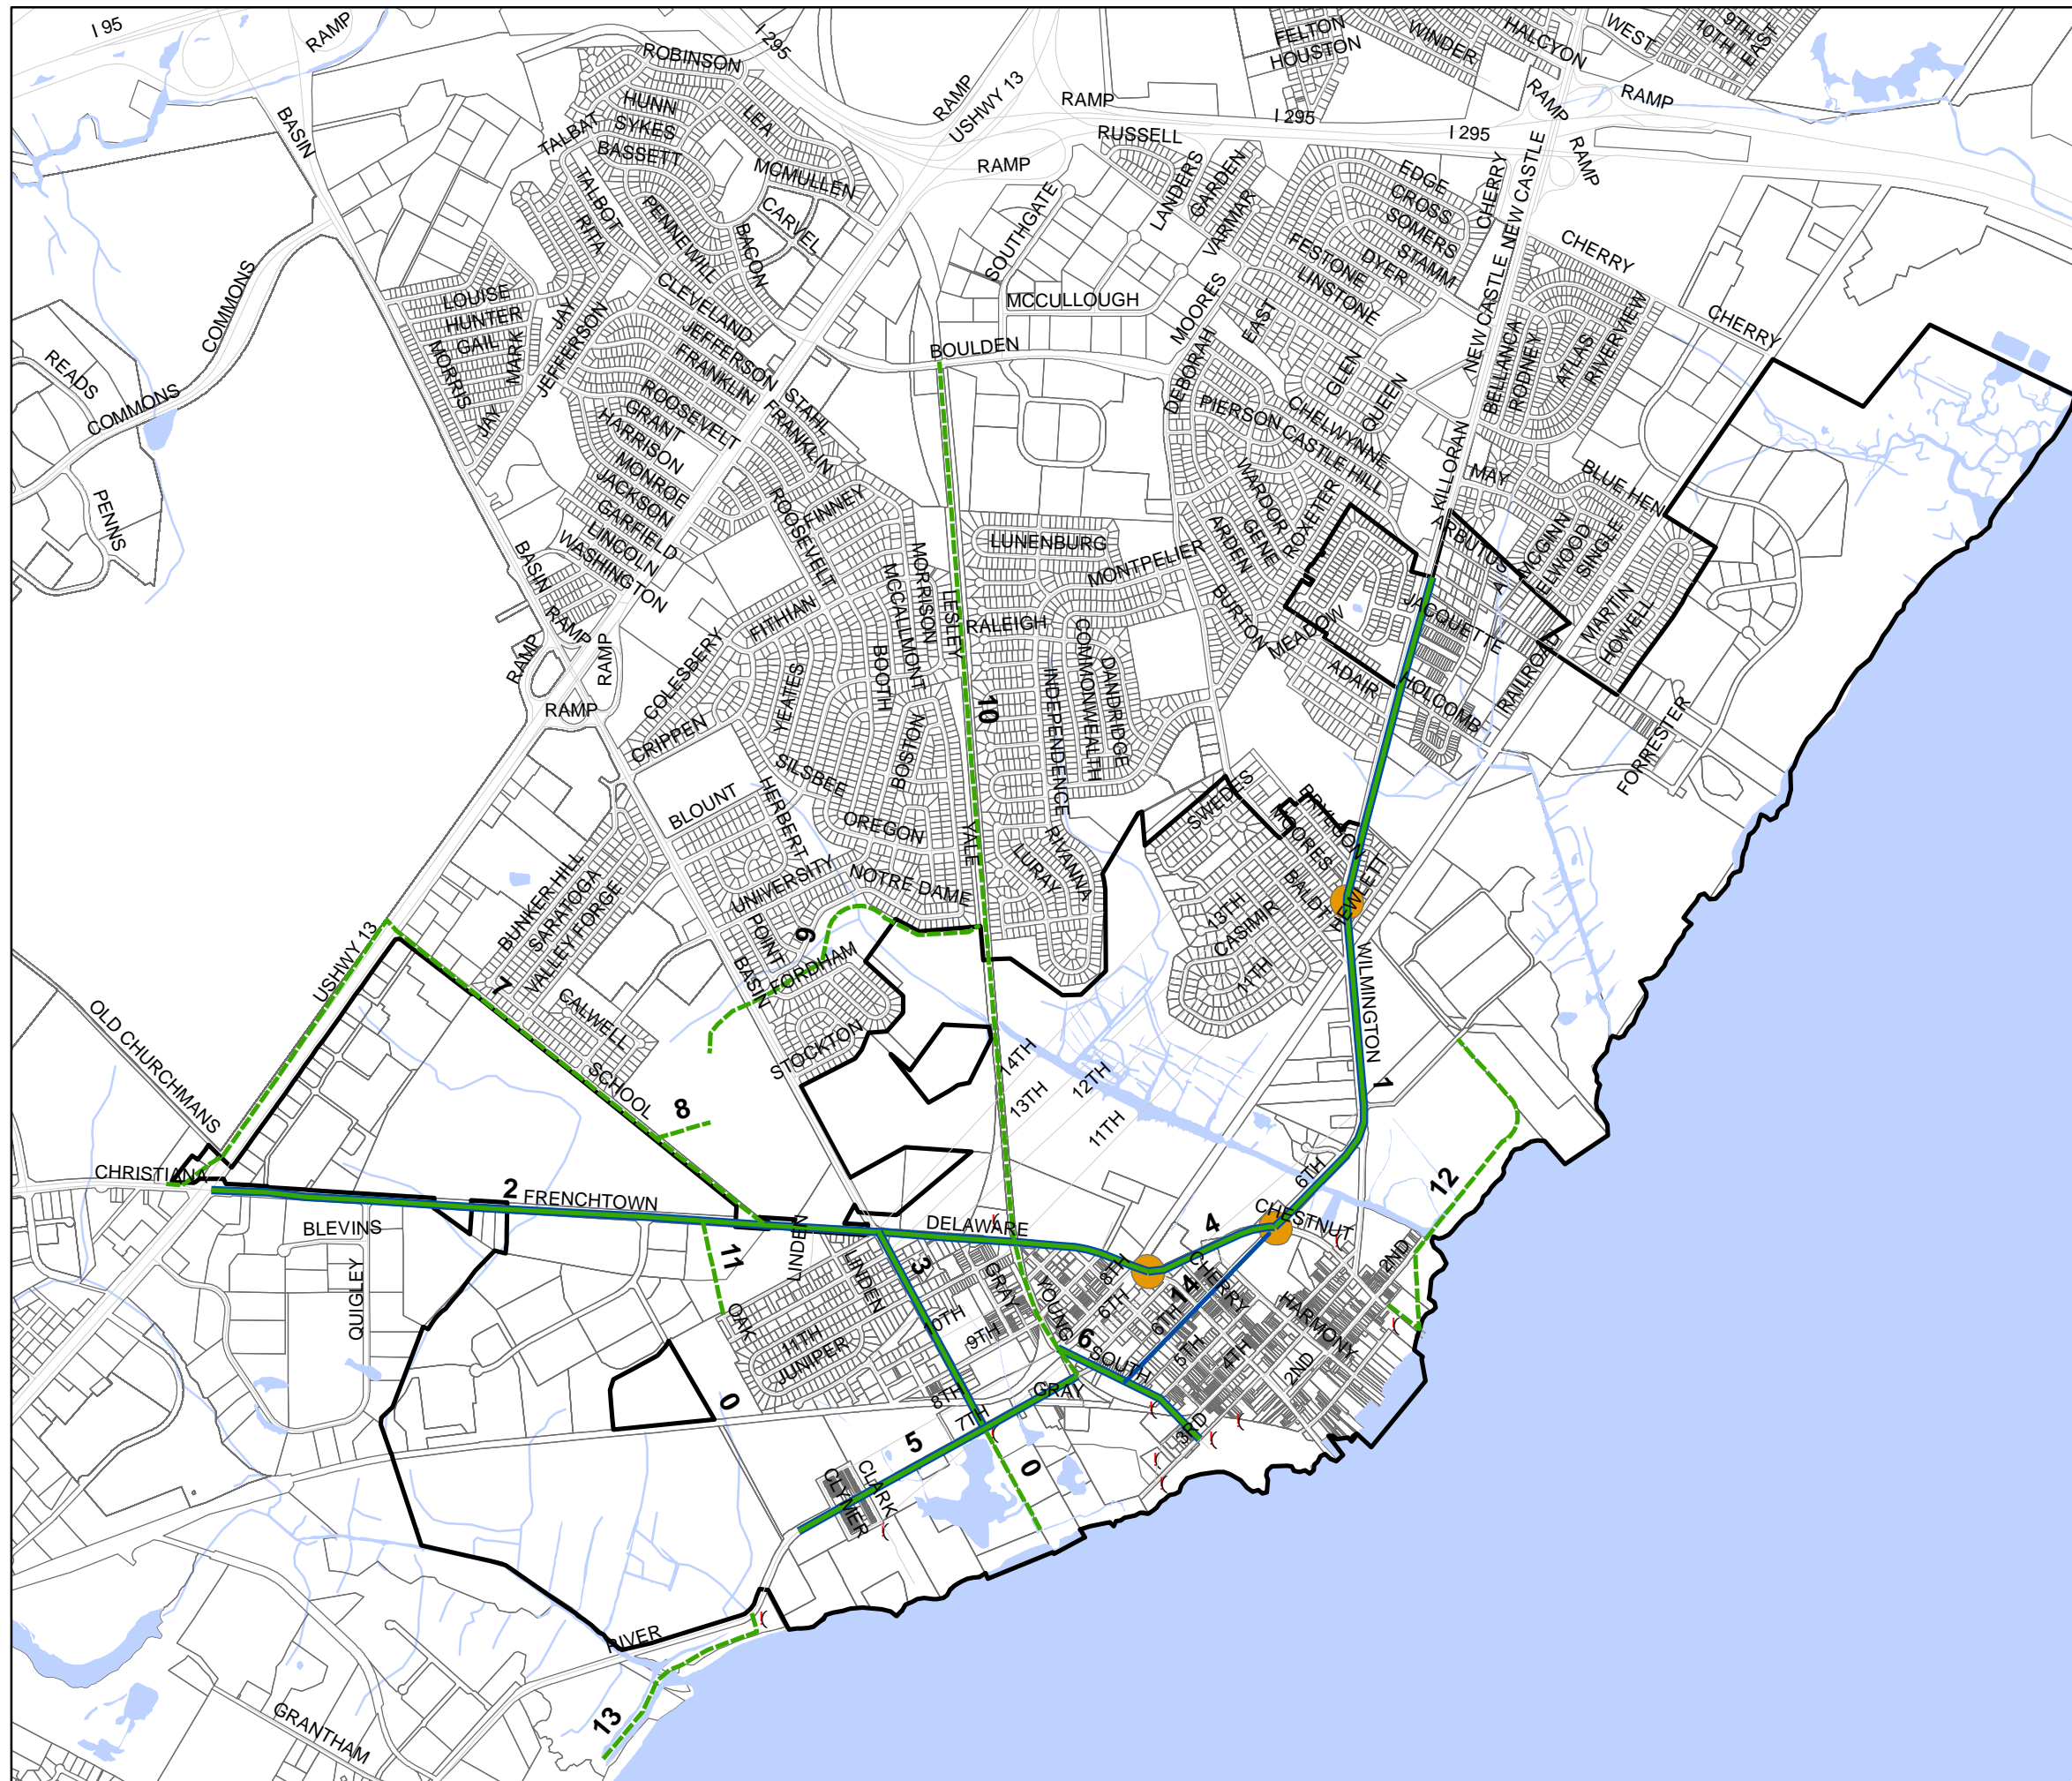 I 95
RAMP
I 295
ROBINSON
FELTON
HOUSTON
WINDER
HALCYON
WEST
9TH
10TH
EAST
BASIN
HUNN
SYKES
BASSETT
TALBAT
LEA
MCMULLEN
CARVEL
RAMP
USHWY 13
RAMP
RAMP
I 295
I 295
RAMP
RAMP
RAMP
RUSSELL
LANDERS
GARDEN
VARMAR
EDGE
CROSS
SOMERS
STAMM
CHERRY
NEW CASTLE
TALBOT
RITA
PENNEWILL
BACON
SOUTHGATE
FESTONE
DYER
LINSTONE
NEW CASTLE
CHERRY
COMMONS
LOUISE
HUNTER
GAIL
MARK
JAY
JEFFERSON
CLEVELAND
JEFFERSON
FRANKLIN
STAHL
MCCULLOUGH
MOORES
EAST
BOULDEN
DEBORAH
GLEN
QUEEN
BELLANCA
RODNEY
ATLAS
RIVERVIEW
CHERRY
READS
COMMONS
MORRIS
JAY
ROOSEVELT
GRANT
HARRISON
MONROE
JACKSON
GARFIELD
LINCOLN
WASHINGTON
FRANKLIN
ROOSEVELT
FINNEY
PIERSON
CASTLE HILL
CHELWYNNE
KILLORAN
MAY
BLUE HEN
PENNS
BASIN
RAMP
RAMP
RAMP
RAMP
WARDOR
GENE
ROXETER
ARDEN
ARBUTUS
A
MCGINN
ELWOOD
SINGLE
MARTIN
HOWELL
LUNENBURG
MONTPELIER
MORRISON
MCCALLMONT
LESLEY
RALEIGH
BURTON
MEADOW
ADAIR
JACQUETTE
HOLCOMB
RAILROAD
FORRESTER
FITHIAN
COLESBERY
CRIPPEN
YEATES
BOOTH
BOSTON
10
INDEPENDENCE
COMMONWEALTH
DANDRIDGE
SILSBEE
BLOUNT
HERBERT
OREGON
YALE
UNIVERSITY
NOTRE DAME
POINT
LURAY
RIVANNA
SWEDES
MOORES
BRYLGON
BALDT
HEWLETT
13TH
CASIMIR
11TH
WILMINGTON
1
BUNKER HILL
SARATOGA
VALLEY FORGE
CALWELL
USHWY 13
7
9
FORDHAM
BASIN
STOCKTON
OLD CHURCHMANS
SCHOOL
8
14TH
13TH
12TH
11TH
CHRISTIANA
2
FRENCHTOWN
BLEVINS
QUIGLEY
11
LINDEN
LINDEN
DELAWARE
3
4
6TH
CHESTNUT
12
2ND
OAK
11TH
JUNIPER
10TH
9TH
GRAY
YOUNG
8TH
6TH
CHERRY
14
6TH
5TH
4TH
HARMONY
2ND
6
SOUTH
GRAY
3RD
8TH
7TH
0
5
0
CLARK
CLYMER
RIVER
13
GRANTHAM